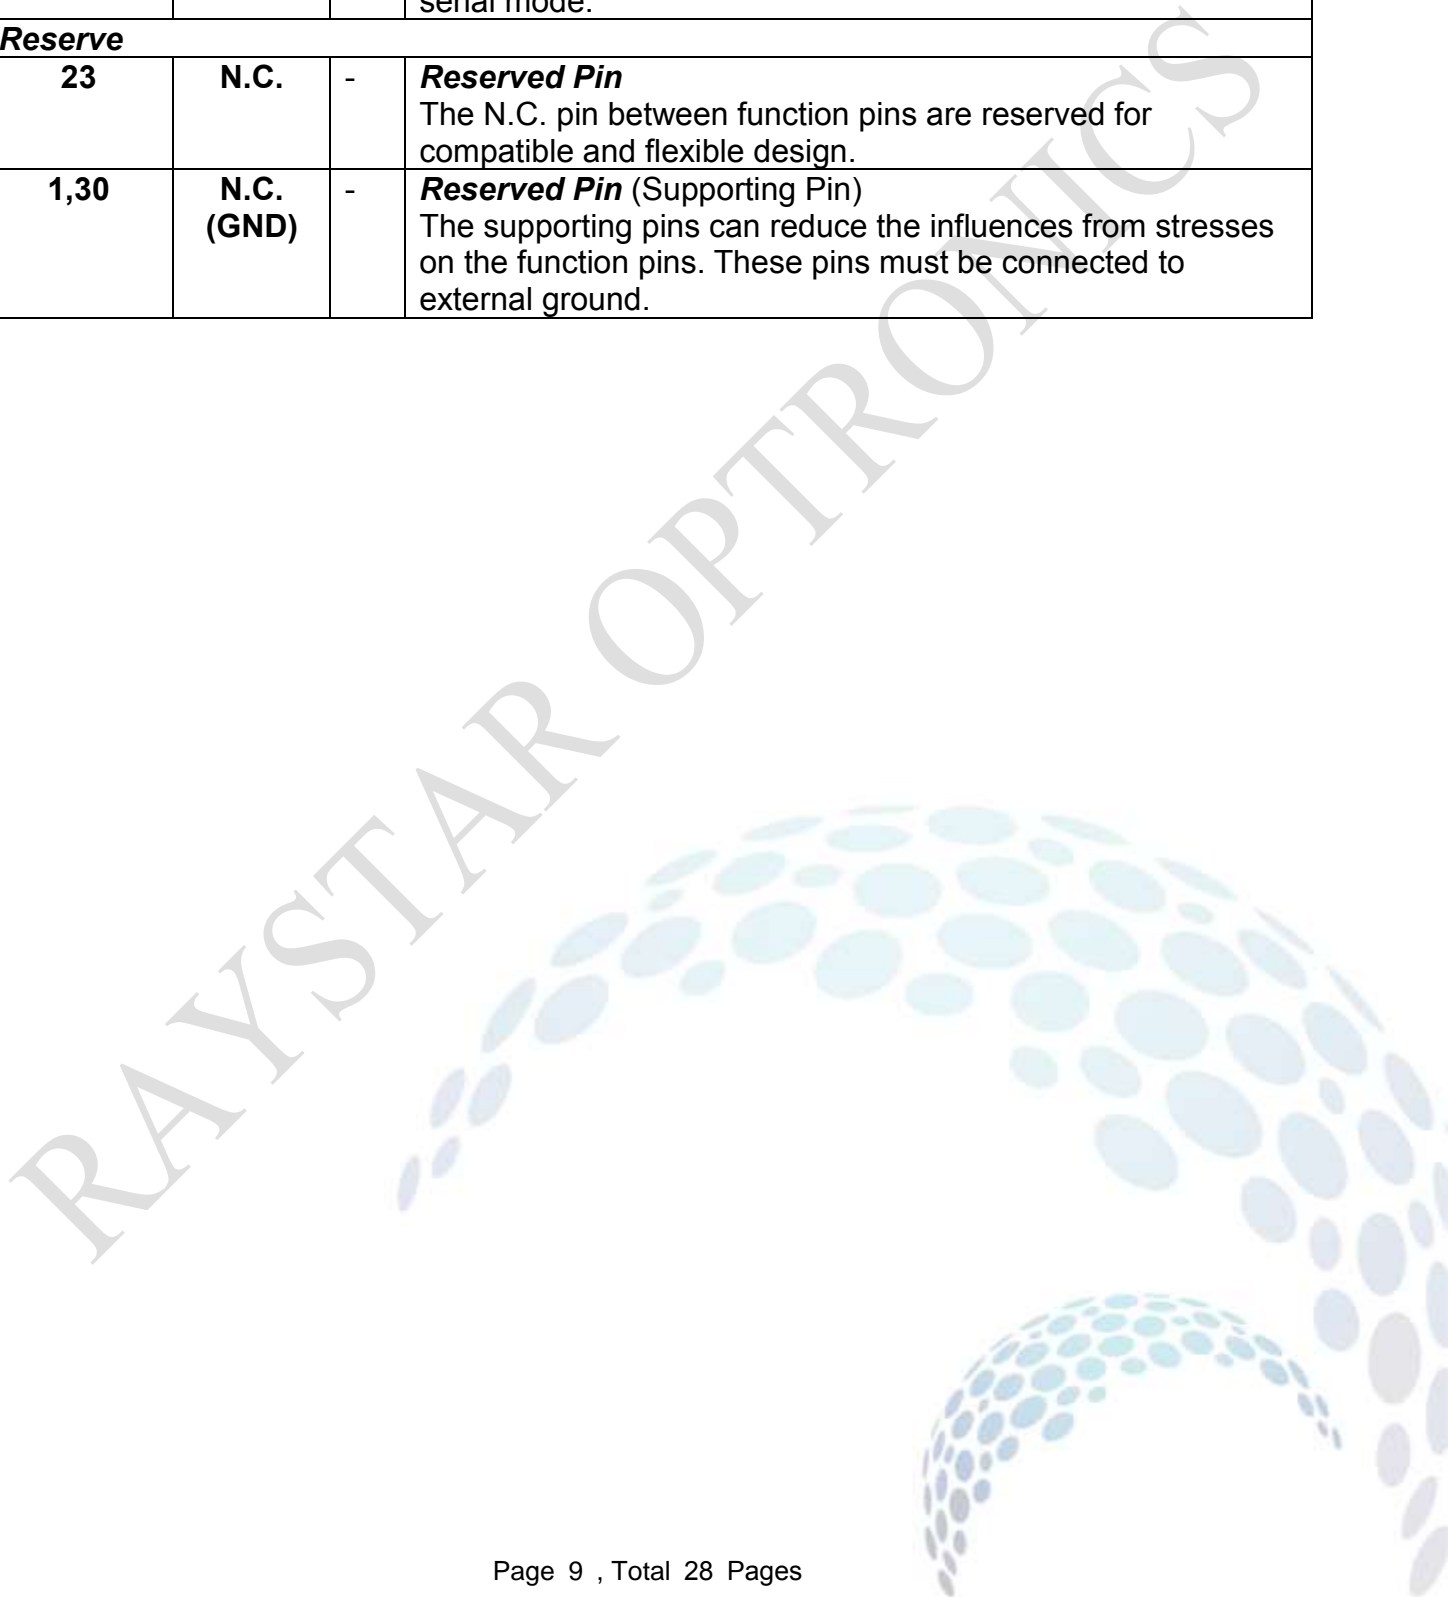 serial mode.
Reserve
23 N.C. - Reserved Pin
The N.C. pin between function pins are reserved for
compatible and flexible design.
1,30 N.C. - Reserved Pin (Supporting Pin)
(GND) The supporting pins can reduce the influences from stresses
on the function pins. These pins must be connected to
external ground.
RAYSTAR OPTRONICS
Page 9 , Total 28 Pages